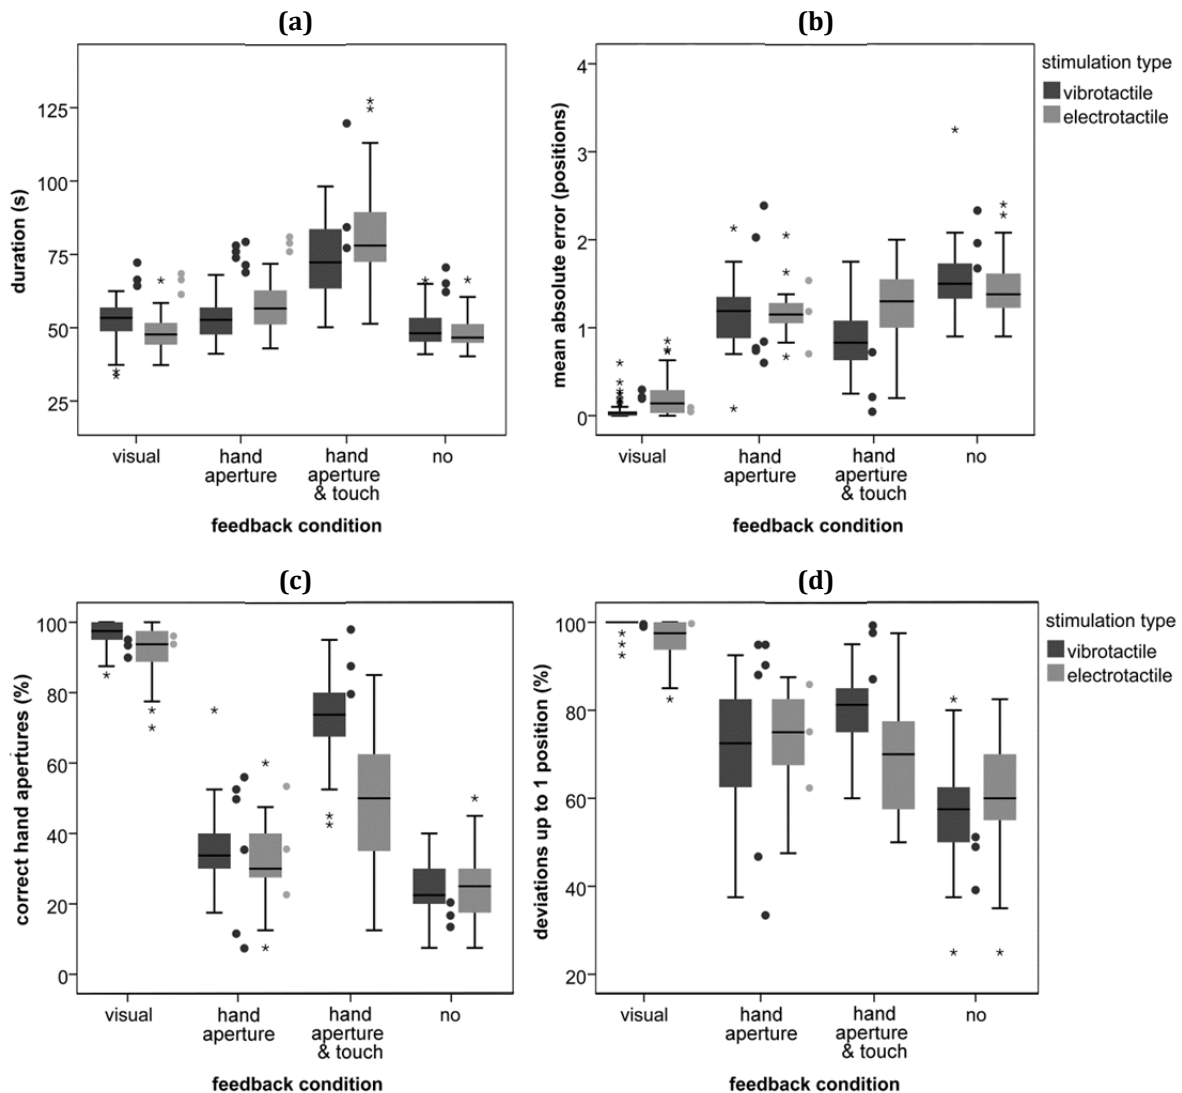 (a)
duration (s)
125
100
75
50
25
visual
hand
aperture
hand
aperture
& touch
no
feedback condition
(b)
mean absolute error (positions)
4
3
2
1
0
visual
hand
aperture
hand
aperture
& touch
no
feedback condition
stimulation type
vibrotactile
electrotactile
(c)
correct hand apertures (%)
100
80
60
40
20
0
visual
hand
aperture
hand
aperture
& touch
no
feedback condition
(d)
deviations up to 1 position (%)
100
80
60
40
20
visual
hand
aperture
hand
aperture
& touch
no
feedback condition
stimulation type
vibrotactile
electrotactile